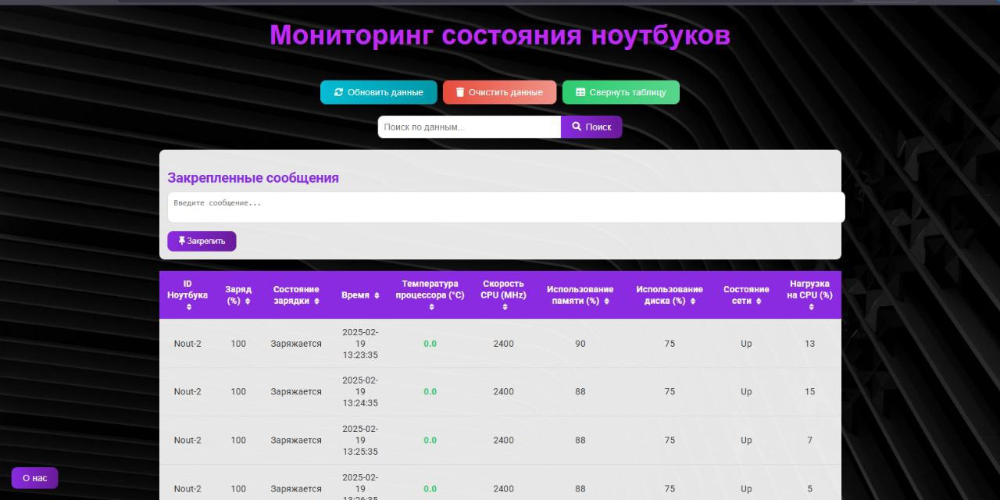 Мониторинг состояния ноутбуков
Обновить данные Очистить данные Свернуть таблицу
Поиск по данным... Поиск
Закрепленные сообщения
Введите сообщение...
Закрепить
ID Ноутбука Заряд (%) Состояние зарядки Время Температура процессора (°C) Скорость CPU (MHz) Использование памяти (%) Использование диска (%) Состояние сети Нагрузка на CPU (%)
Nout-2 100 Заряжается 2025-02-19 13:23:35 0.0 2400 90 75 Up 13
Nout-2 100 Заряжается 2025-02-19 13:24:35 0.0 2400 88 75 Up 15
Nout-2 100 Заряжается 2025-02-19 13:25:35 0.0 2400 88 75 Up 7
Nout-2 100 Заряжается 2025-02-19 13:26:35 0.0 2400 88 75 Up 5
О нас